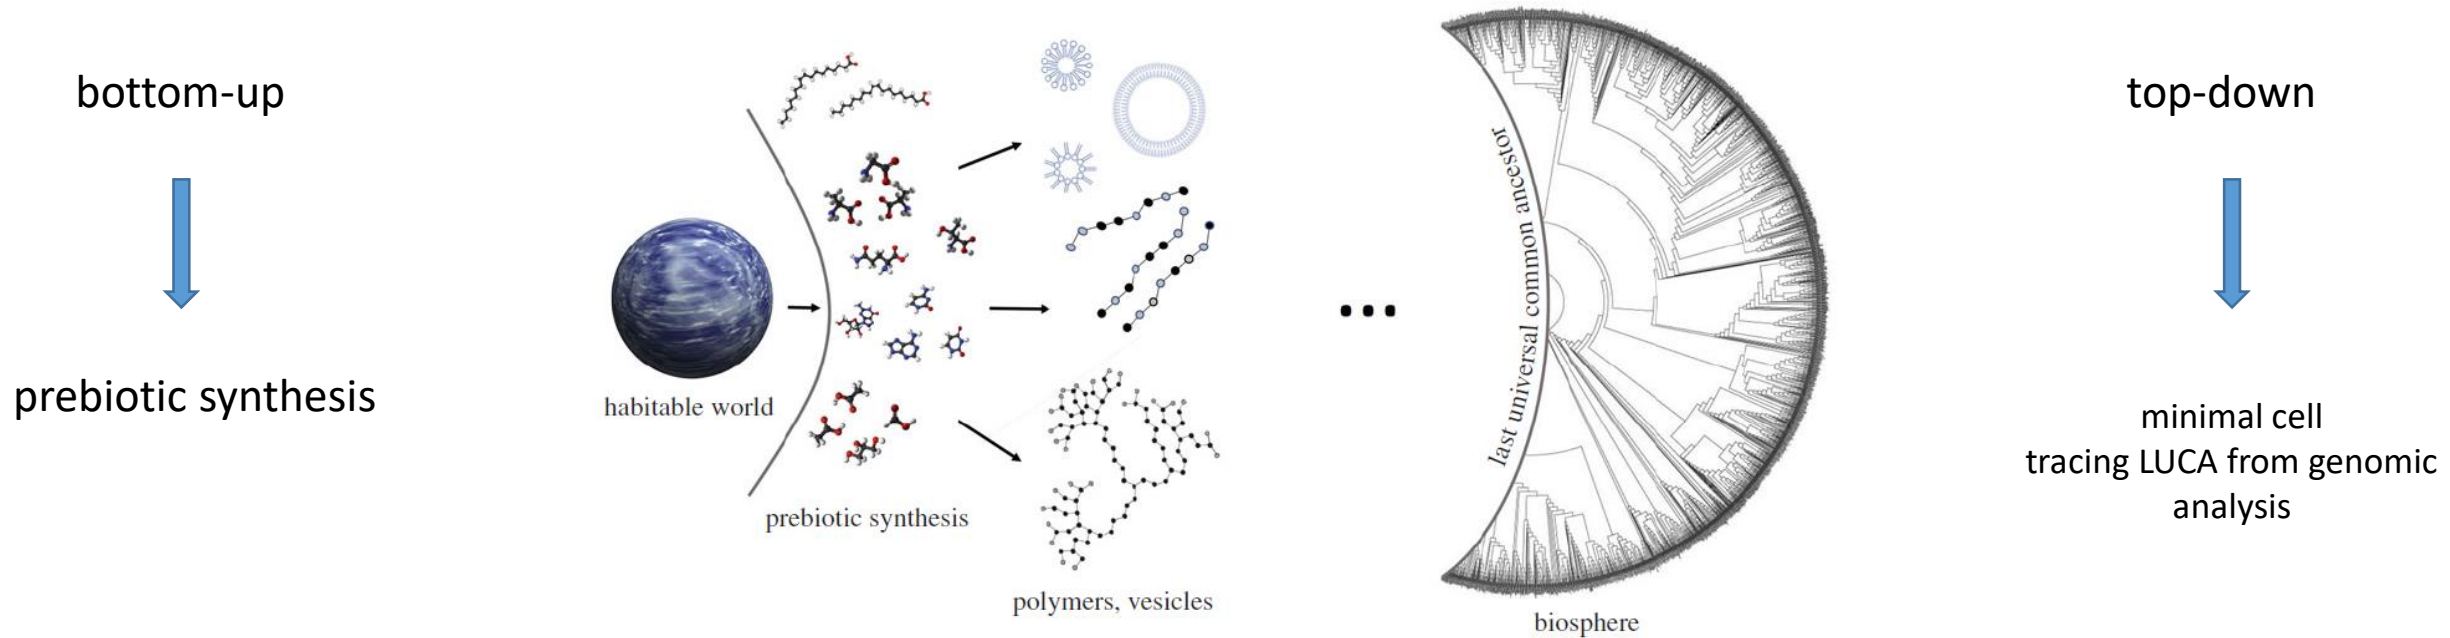 bottom-up
prebiotic synthesis
habitable world
prebiotic synthesis
polymers, vesicles
...
last universal common ancestor
biosphere
top-down
minimal cell
tracing LUCA from genomic
analysis